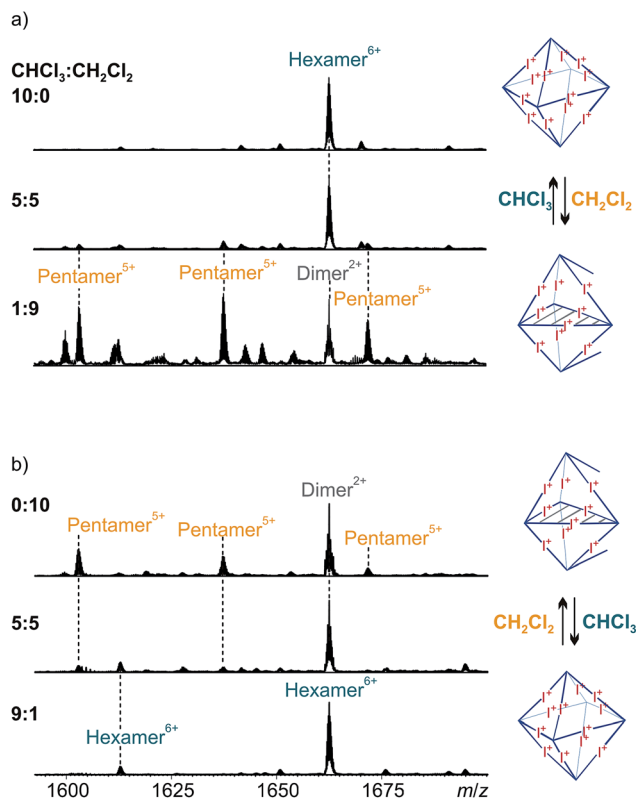 a)
Hexamer6+
CHCl3:CH2Cl2
10:0
I+ I+
I+ I+ I+ I+
I+ I+
I+ I+
I+ I+
5:5
CHCl3 CH2Cl2
Pentamer5+ Pentamer5+ Dimer2+
Pentamer5+
1:9
I+ I+ I+
I+ I+ I+
I+ I+
I+ I+
b)
0:10
Dimer2+
Pentamer5+ Pentamer5+ Pentamer5+
I+ I+ I+
I+ I+ I+
I+ I+
I+ I+
5:5
CH2Cl2 CHCl3
Hexamer6+
9:1
Hexamer6+
I+ I+
I+ I+ I+ I+
I+ I+
I+ I+
I+ I+
1600 1625 1650 1675 m/z